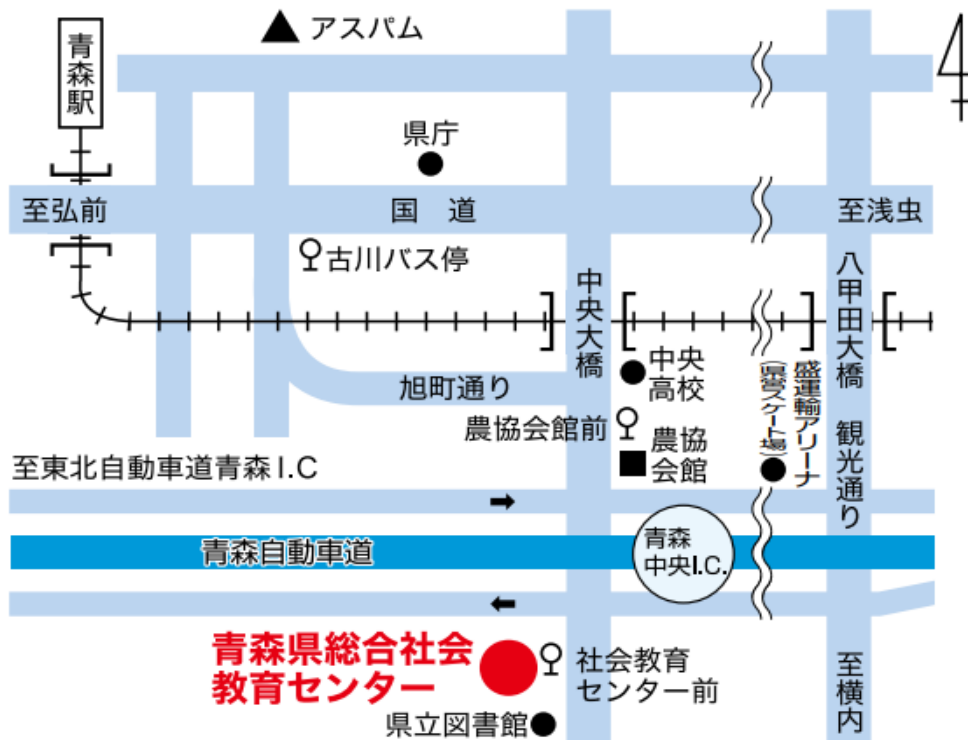 アスパム
青森駅
県庁
至弘前
国 道
至浅虫
古川バス停
中央大橋
八甲田大橋 観光通り
中央
高校
盛運輸アリーナ
(県営スケート場)
旭町通り
農協会館前
農協
会館
至東北自動車道青森I.C
青森自動車道
青森
中央I.C.
青森県総合社会
教育センター
社会教育
センター前
至横内
県立図書館